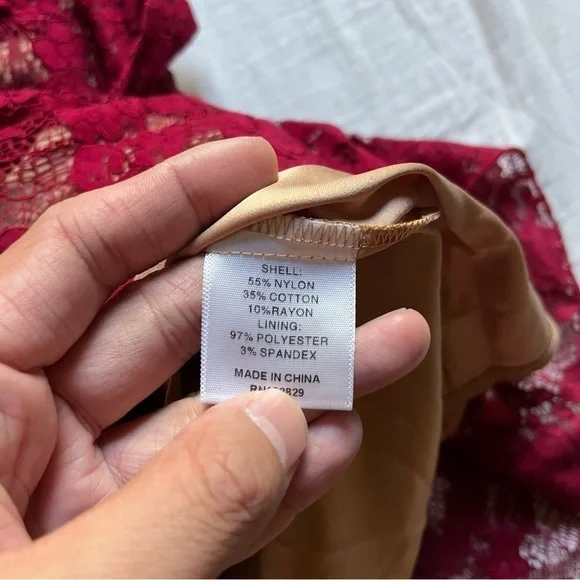 SHELL:
55% NYLON
35% COTTON
10%RAYON
LINING:
97% POLYESTER
3% SPANDEX
MADE IN CHINA